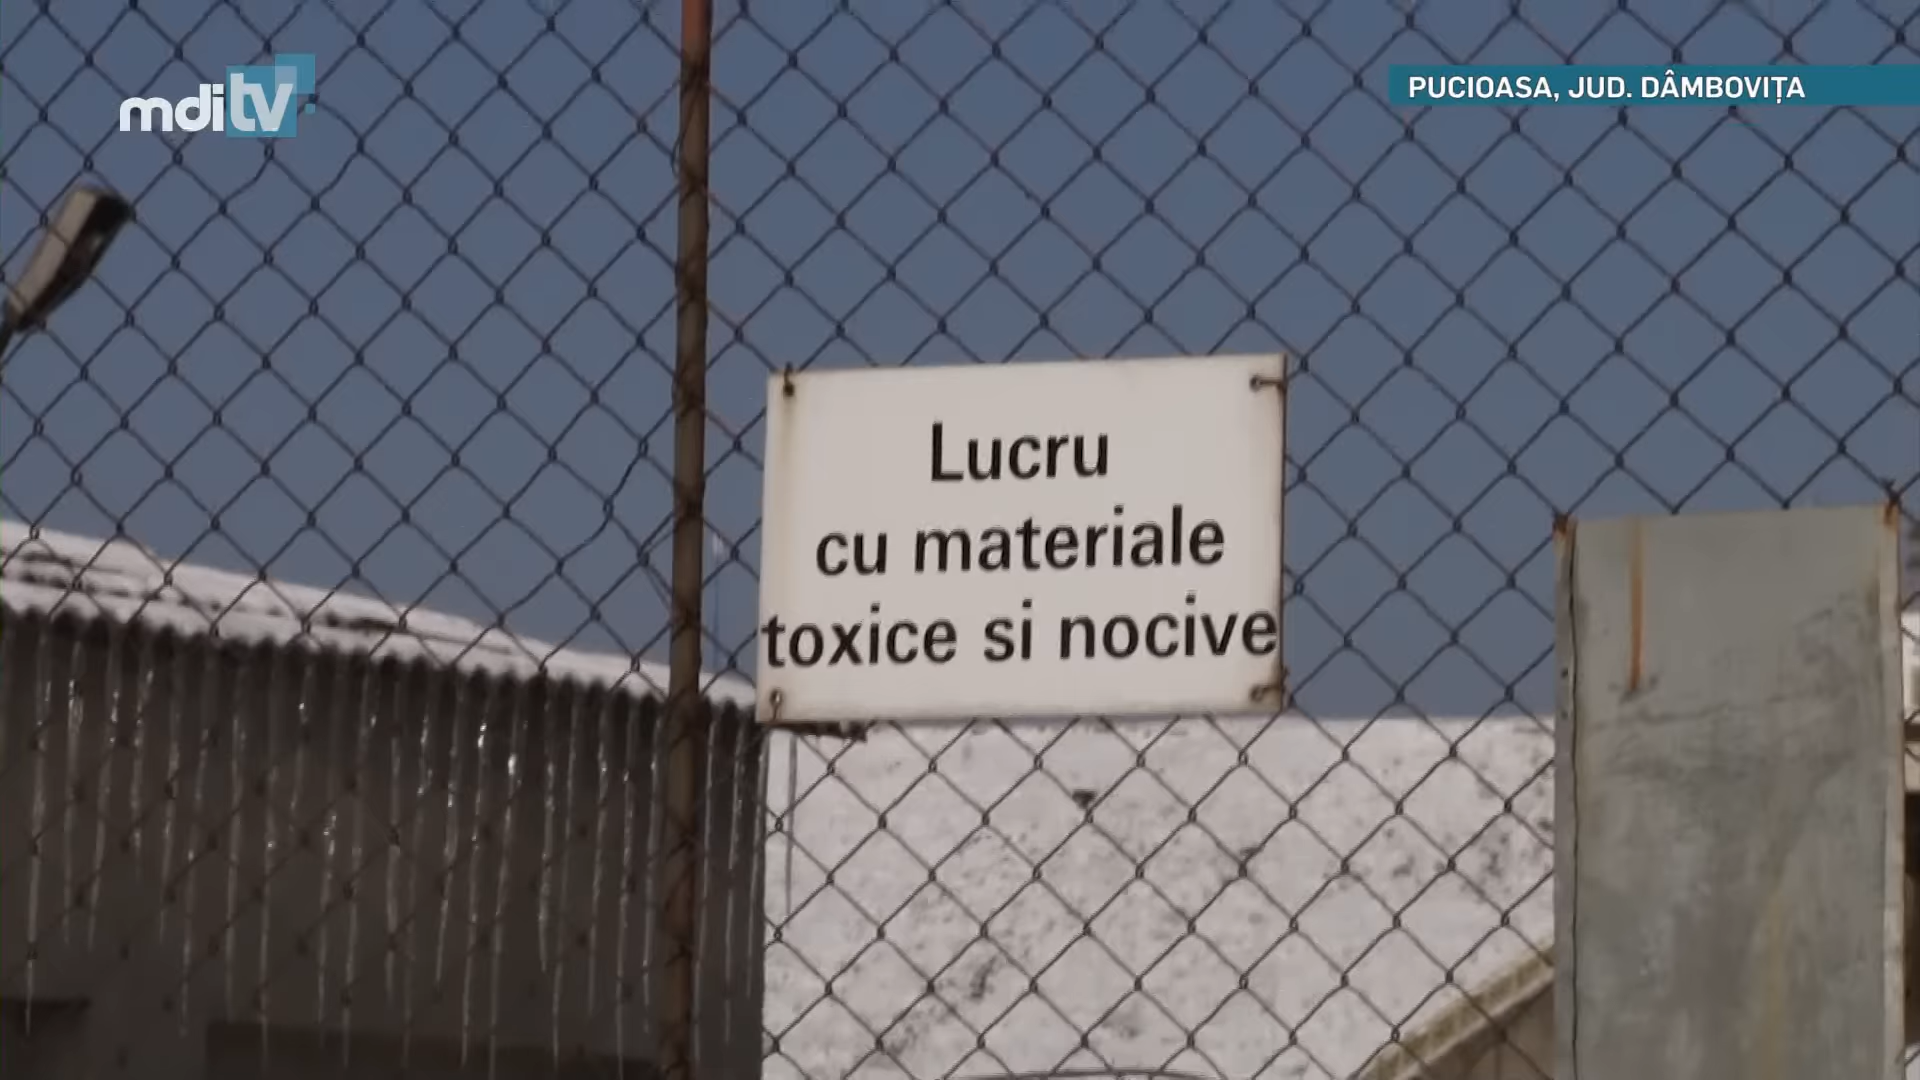 mditv
PUCIOASA, JUD. DÂMBOVIȚA
Lucru
cu materiale
toxice si nocive